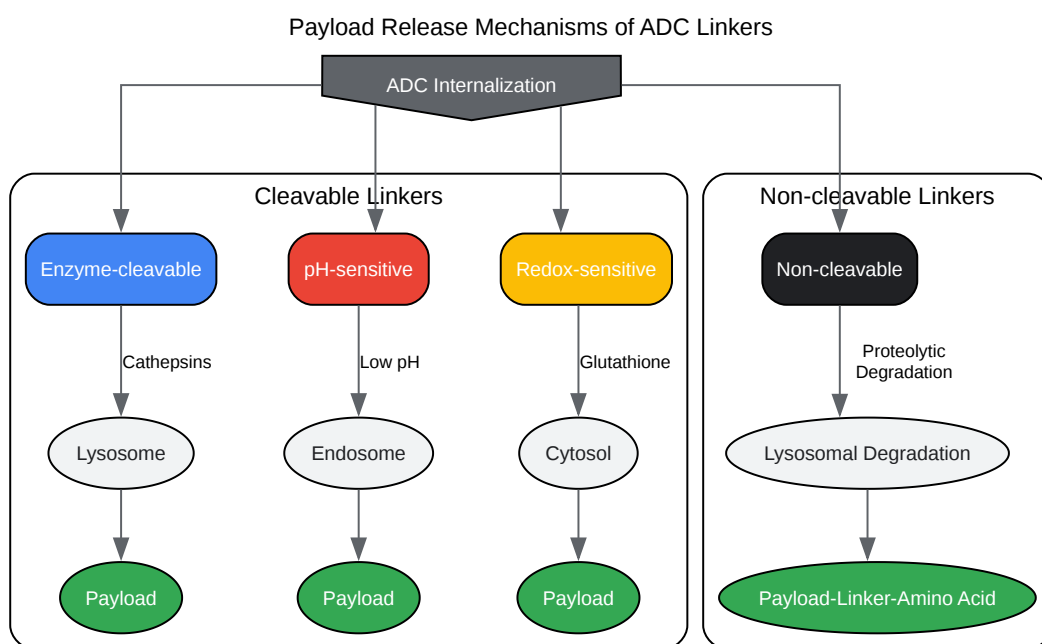 Payload Release Mechanisms of ADC Linkers
ADC Internalization
Cleavable Linkers
Non-cleavable Linkers
Enzyme-cleavable
pH-sensitive
Redox-sensitive
Non-cleavable
Cathepsins
Low pH
Glutathione
Proteolytic
Degradation
Lysosome
Endosome
Cytosol
Lysosomal Degradation
Payload
Payload
Payload
Payload-Linker-Amino Acid